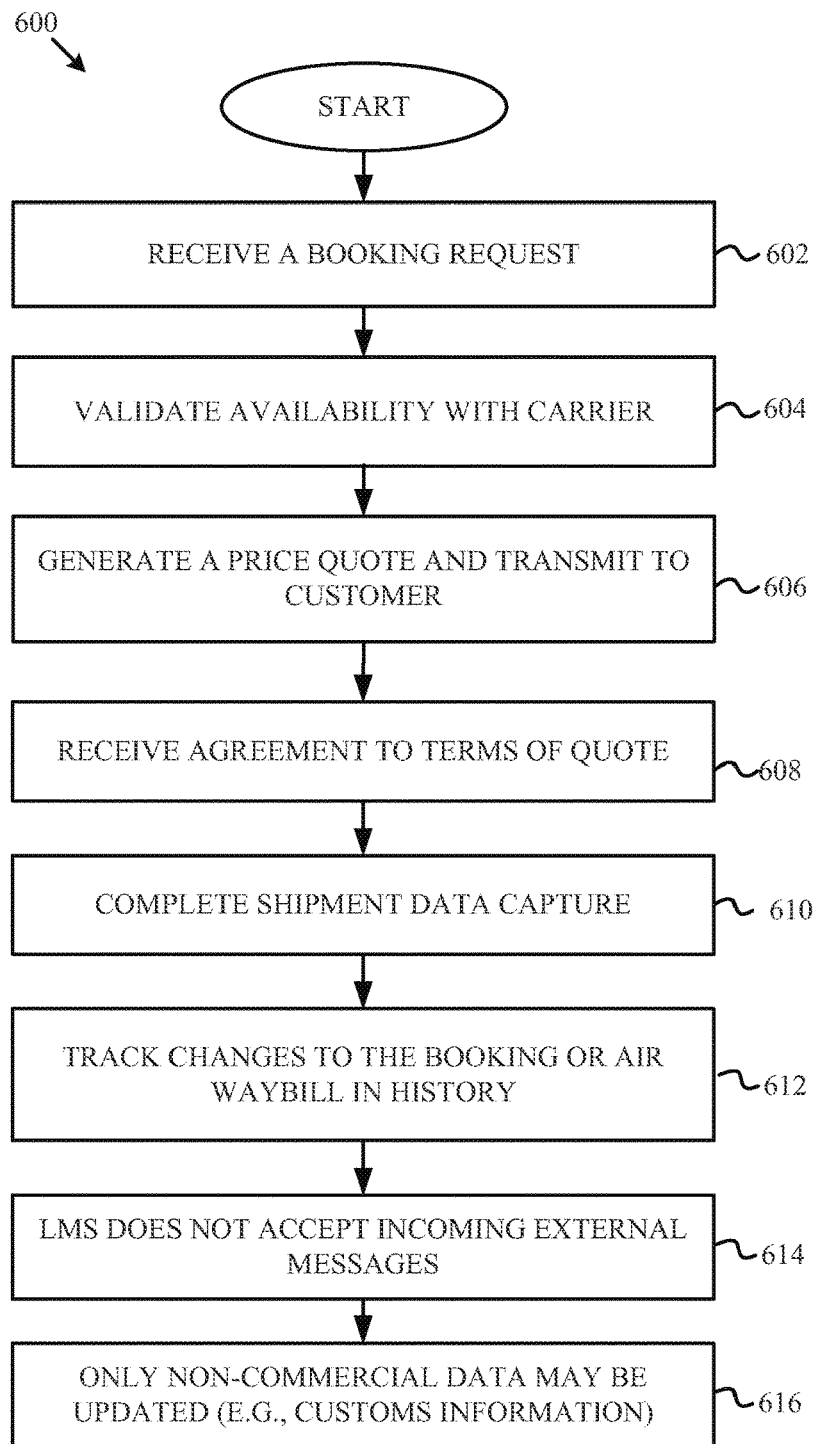 600
START
RECEIVE A BOOKING REQUEST
602
VALIDATE AVAILABILITY WITH CARRIER
604
GENERATE A PRICE QUOTE AND TRANSMIT TO
CUSTOMER
606
RECEIVE AGREEMENT TO TERMS OF QUOTE
608
COMPLETE SHIPMENT DATA CAPTURE
610
TRACK CHANGES TO THE BOOKING OR AIR
WAYBILL IN HISTORY
612
LMS DOES NOT ACCEPT INCOMING EXTERNAL
MESSAGES
614
ONLY NON-COMMERCIAL DATA MAY BE
UPDATED (E.G., CUSTOMS INFORMATION)
616